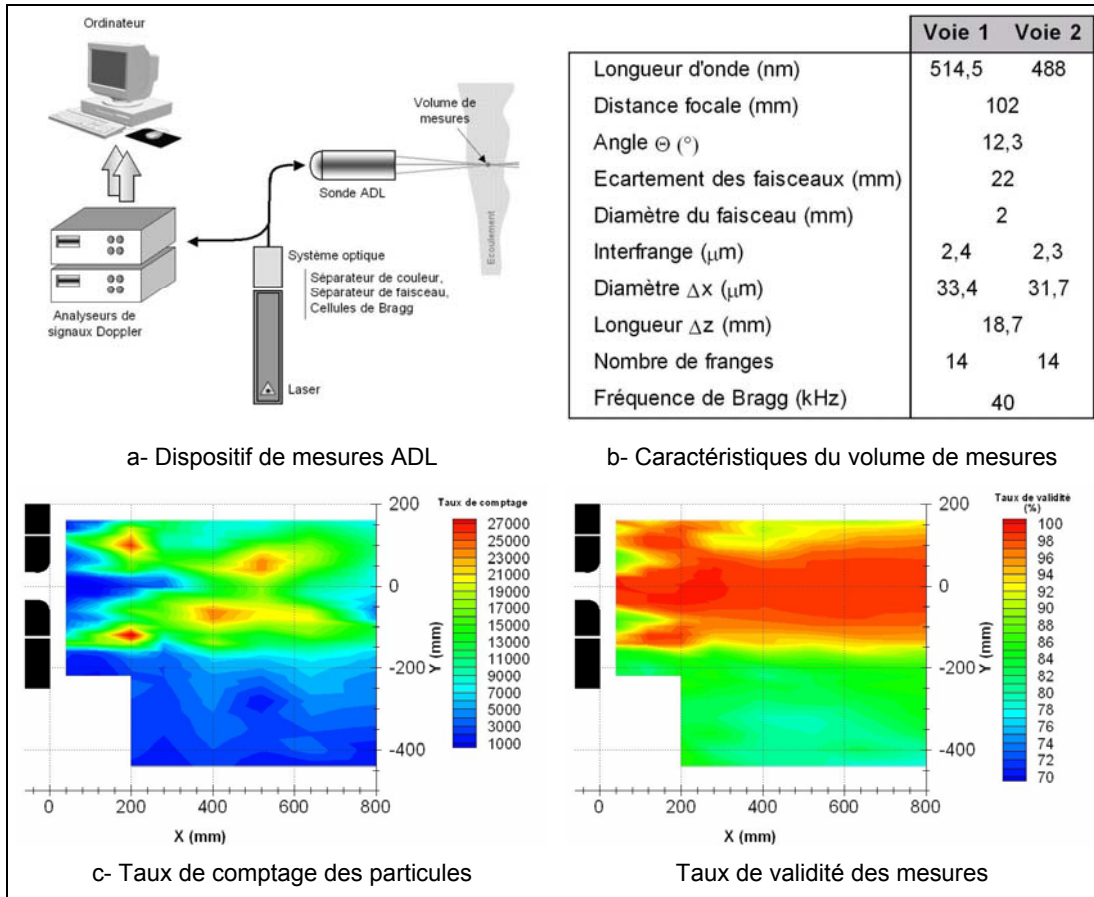 Ordinateur
Volume de
mesures
Sonde ADL
Ecoulement
Système optique
Séparateur de couleur,
Séparateur de faisceau,
Cellules de Bragg
Analyseurs de
signaux Doppler
Laser
a- Dispositif de mesures ADL
Voie 1 Voie 2
Longueur d'onde (nm) 514,5 488
Distance focale (mm) 102
Angle Θ (°) 12,3
Ecartement des faisceaux (mm) 22
Diamètre du faisceau (mm) 2
Interfrange (μm) 2,4 2,3
Diamètre Δx (μm) 33,4 31,7
Longueur Δz (mm) 18,7
Nombre de franges 14 14
Fréquence de Bragg (kHz) 40
b- Caractéristiques du volume de mesures
200
0
-200
-400
Y (mm)
0 200 400 600 800
X (mm)
Taux de comptage
27000
25000
23000
21000
19000
17000
15000
13000
11000
9000
7000
5000
3000
1000
c- Taux de comptage des particules
200
0
-200
-400
Y (mm)
0 200 400 600 800
X (mm)
Taux de validité
(%)
100
98
96
94
92
90
88
86
84
82
80
78
76
74
72
70
Taux de validité des mesures